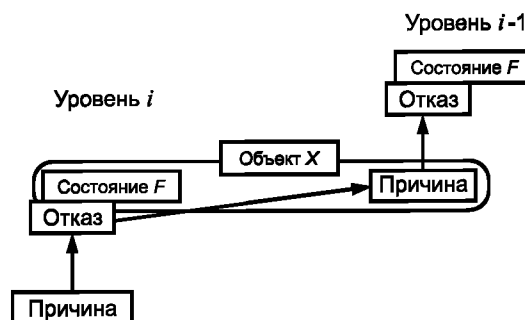 Уровень i-1
Состояние F
Отказ
Уровень i
Объект X
Состояние F
Причина
Отказ
Причина